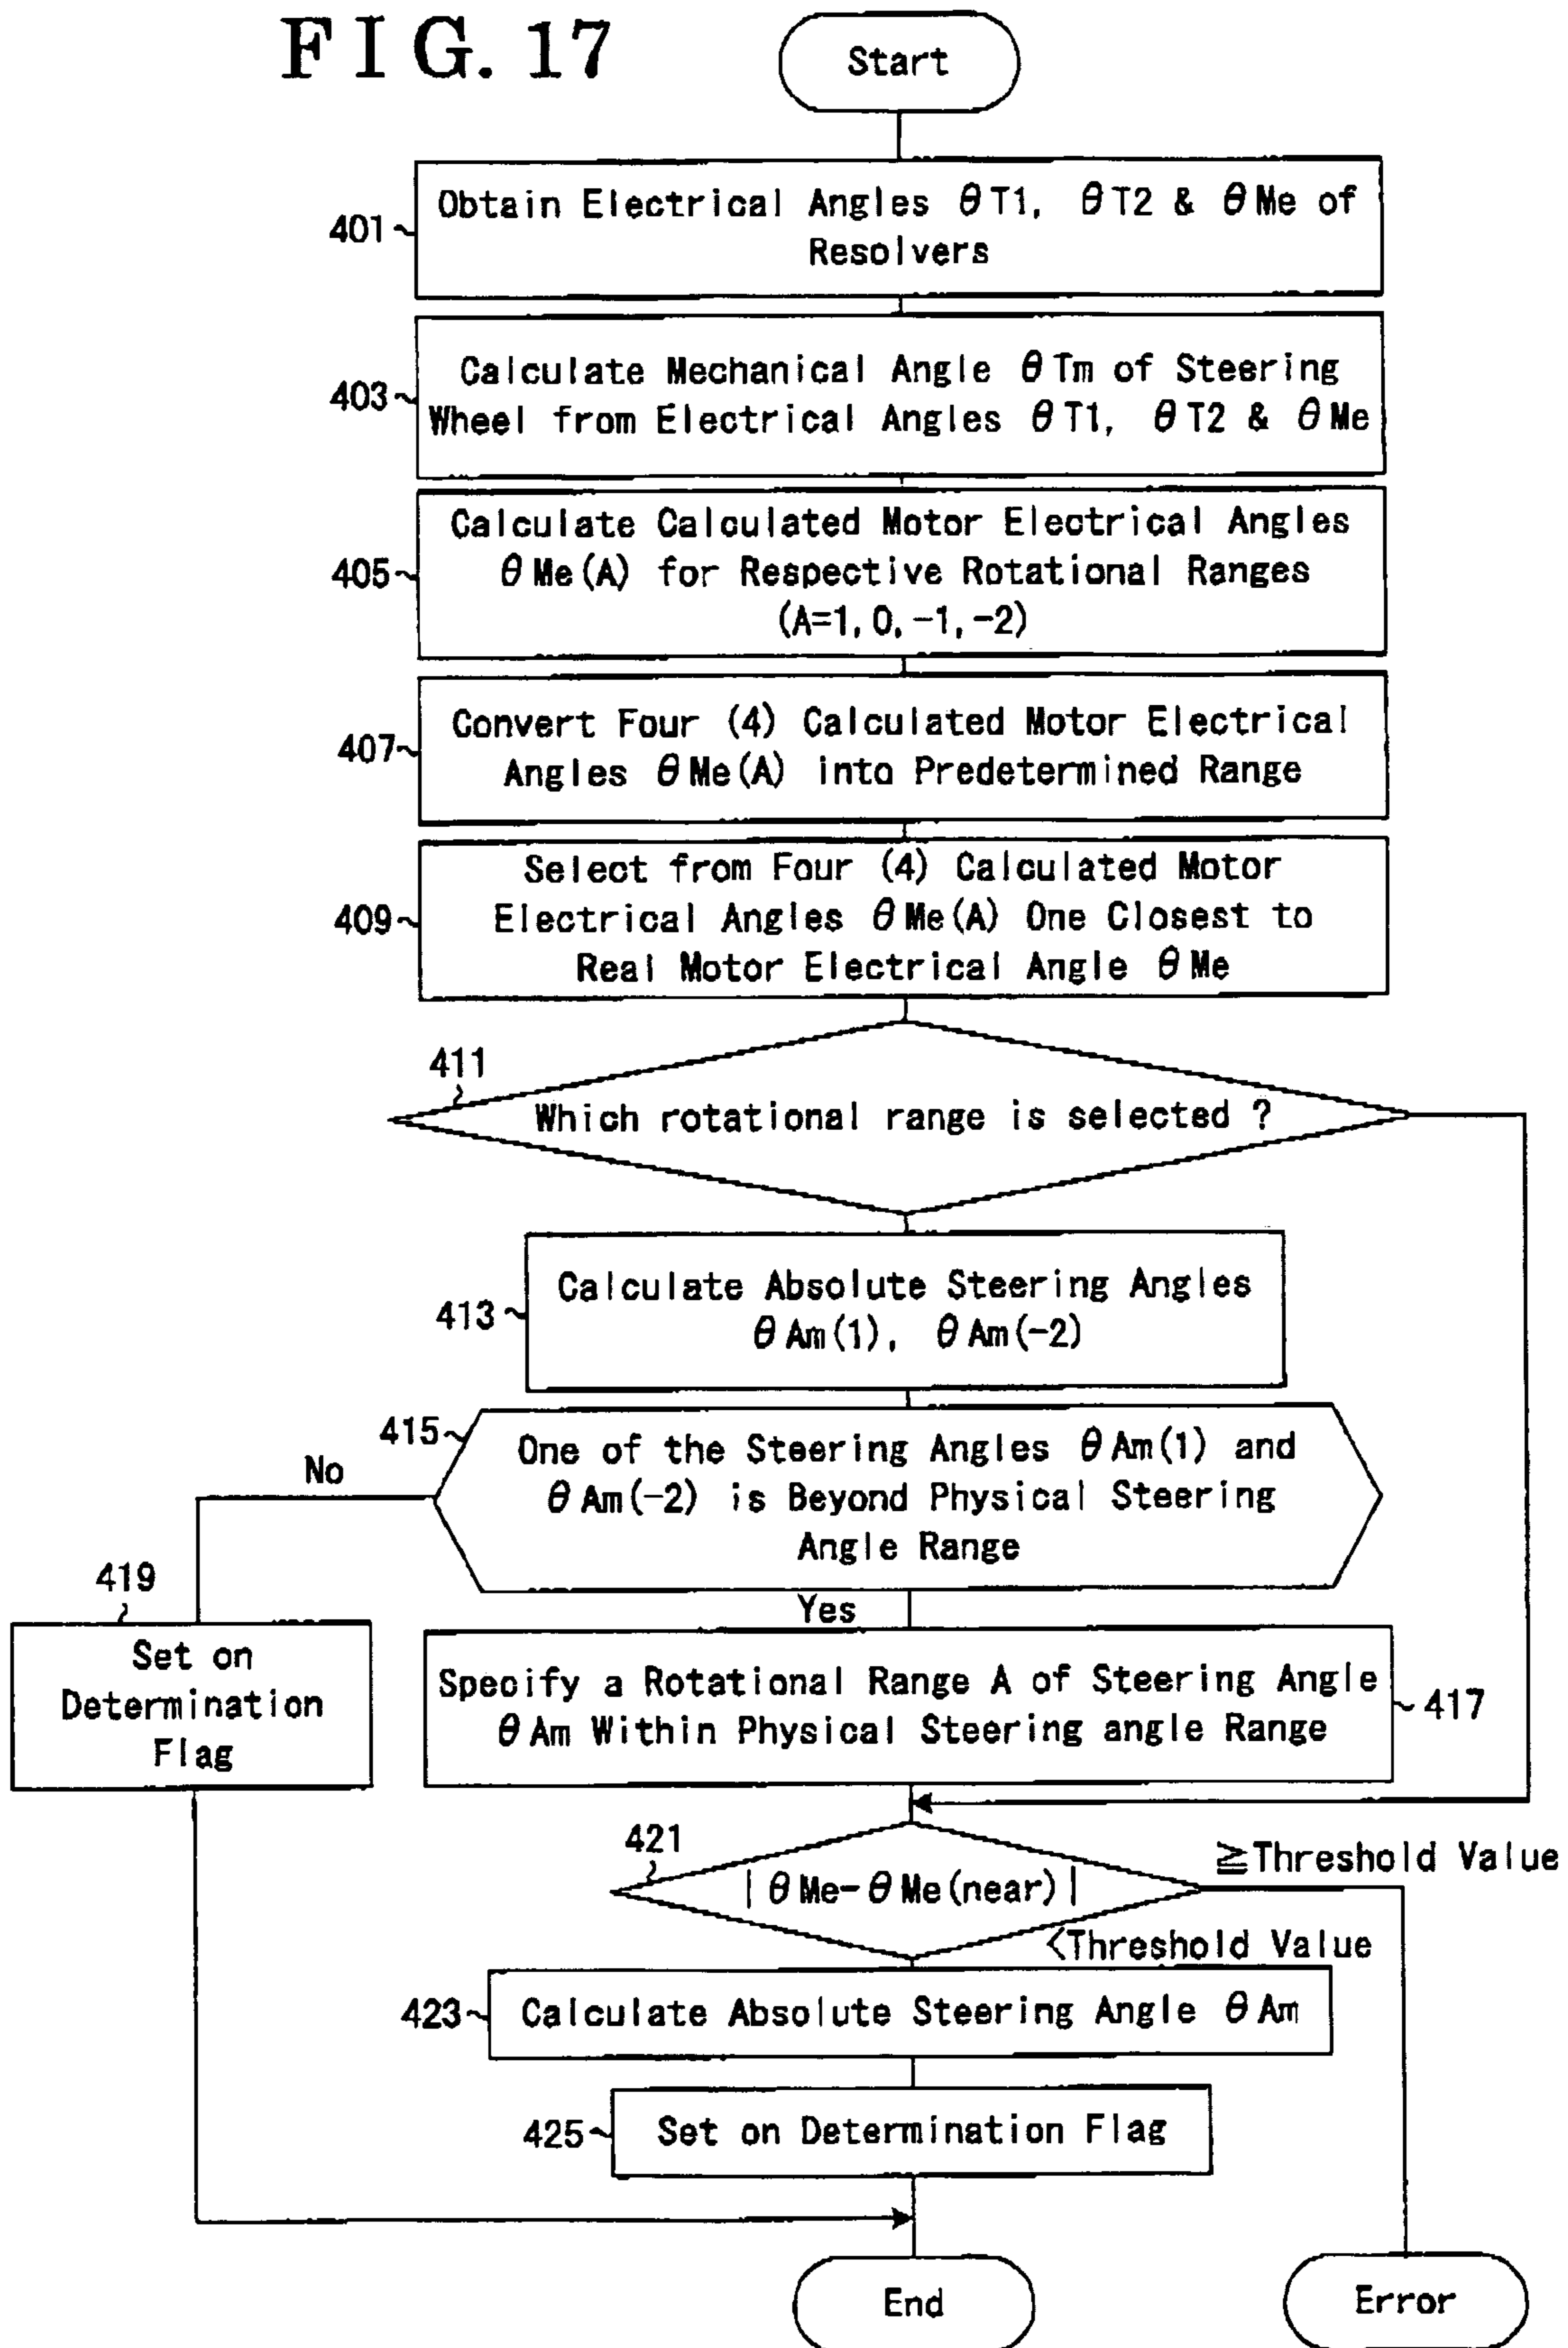 FIG. 17
Start
401
Obtain Electrical Angles θT1, θT2 & θMe of
Resolvers
403
Calculate Mechanical Angle θTm of Steering
Wheel from Electrical Angles θT1, θT2 & θMe
405
Calculate Calculated Motor Electrical Angles
θMe(A) for Respective Rotational Ranges
(A=1, 0, -1, -2)
407
Convert Four (4) Calculated Motor Electrical
Angles θMe(A) into Predetermined Range
409
Select from Four (4) Calculated Motor
Electrical Angles θMe(A) One Closest to
Real Motor Electrical Angle θMe
411
Which rotational range is selected ?
413
Calculate Absolute Steering Angles
θAm(1), θAm(-2)
415
One of the Steering Angles θAm(1) and
θAm(-2) is Beyond Physical Steering
Angle Range
No
Yes
419
Set on
Determination
Flag
Specify a Rotational Range A of Steering Angle
θAm Within Physical Steering angle Range
417
421
|θMe-θMe(near)|
≧Threshold Value
<Threshold Value
423
Calculate Absolute Steering Angle θAm
425
Set on Determination Flag
End
Error